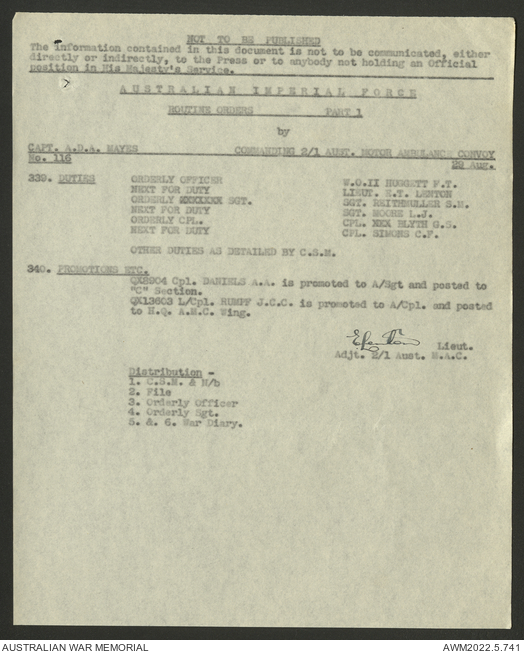 NOT TO BE PUBLISHED
The information contained in this document is not to be communicated, either
directly or indirectly, to the Press or to anybody not holding an Official
position in His Majesty's Service.
AUSTRALIAN IMPERIAL FORCE
ROUTINE ORDERS PART 1
by
CAPT. A.D.A. MAYES COMMANDING 2/1 AUST. MOTOR AMBULANCE CONVOY
No. 116 22 Aug.
339. DUTIES ORDERLY OFFICER W.O.II HUGGETT F.T.
NEXT FOR DUTY LIEUT. E.T. LENTON
ORDERLY SGT. SGT. REITHMULLER S.M.
NEXT FOR DUTY SGT. MOORE L.J.
ORDERLY CPL. CPL. XXX BLYTH G.S.
NEXT FOR DUTY CPL. SIMONS C.F.
OTHER DUTIES AS DETAILED BY C.S.M.
340. PROMOTIONS ETC.
QX8904 Cpl. DANIELS A.A. is promoted to A/Sgt and posted to
"C" Section.
QX13603 L/Cpl. RUMPF J.C.C. is promoted to A/Cpl. and posted
to H.Q. A.M.C. Wing.
Lieut.
Adjt. 2/1 Aust. M.A.C.
Distribution -
1. C.S.M. & N/b
2. File
3. Orderly Officer
4. Orderly Sgt.
5. &. 6. War Diary.
AUSTRALIAN WAR MEMORIAL AWM2022.5.741